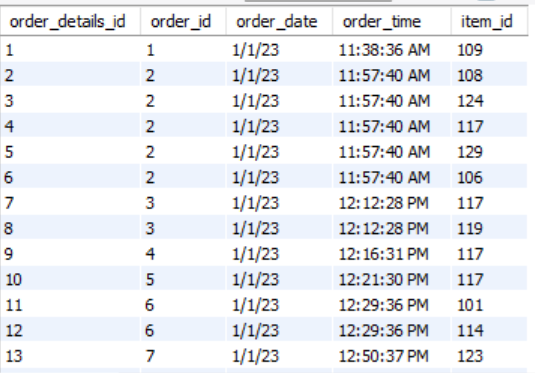 order_details_id order_id order_date order_time item_id
1 1 1/1/23 11:38:36 AM 109
2 2 1/1/23 11:57:40 AM 108
3 2 1/1/23 11:57:40 AM 124
4 2 1/1/23 11:57:40 AM 117
5 2 1/1/23 11:57:40 AM 129
6 2 1/1/23 11:57:40 AM 106
7 3 1/1/23 12:12:28 PM 117
8 3 1/1/23 12:12:28 PM 119
9 4 1/1/23 12:16:31 PM 117
10 5 1/1/23 12:21:30 PM 117
11 6 1/1/23 12:29:36 PM 101
12 6 1/1/23 12:29:36 PM 114
13 7 1/1/23 12:50:37 PM 123